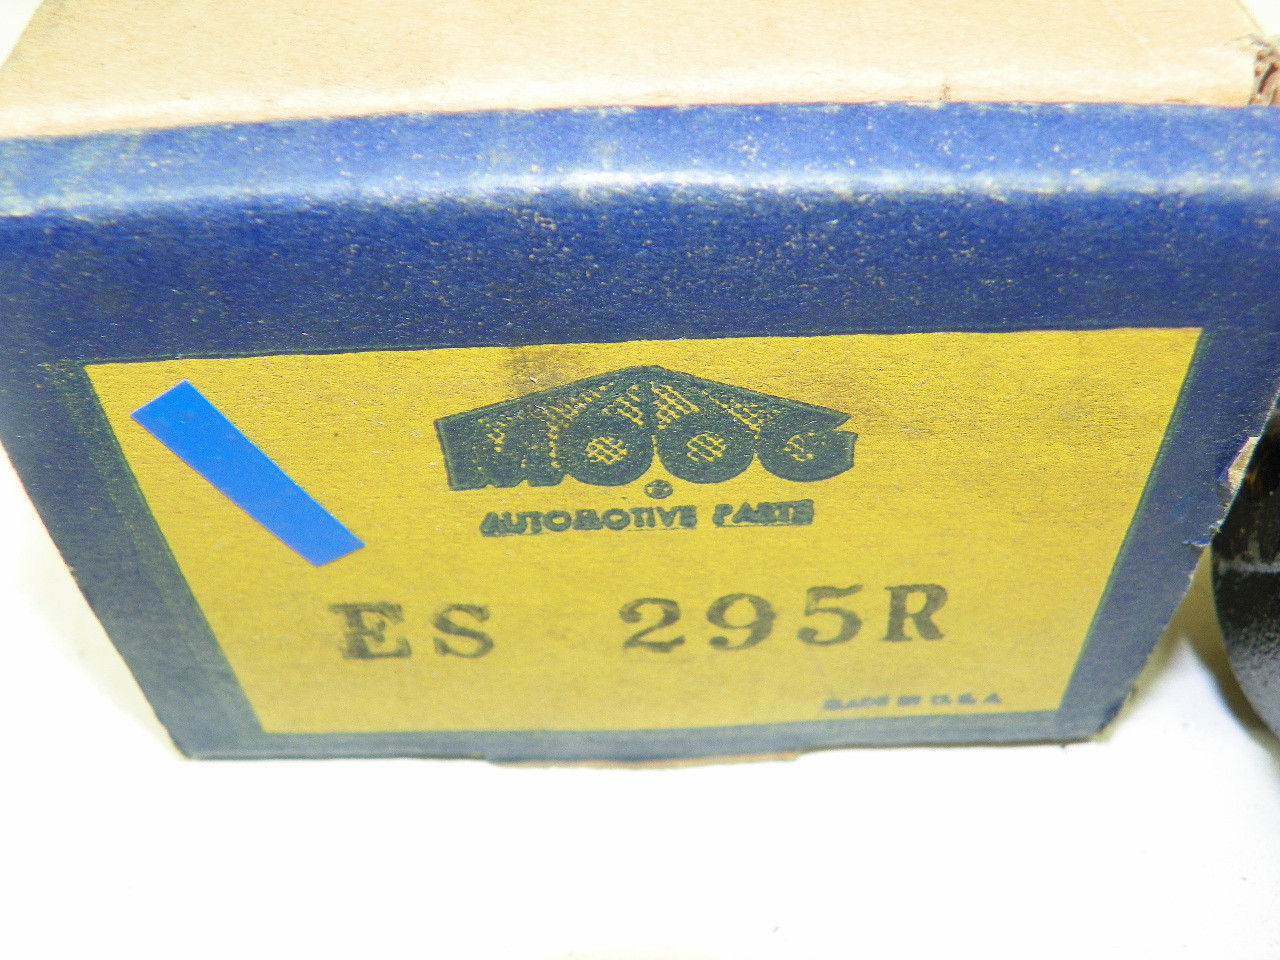 MOOG
®
AUTOMOTIVE PARTS
ES 295R
MADE IN U.S.A.